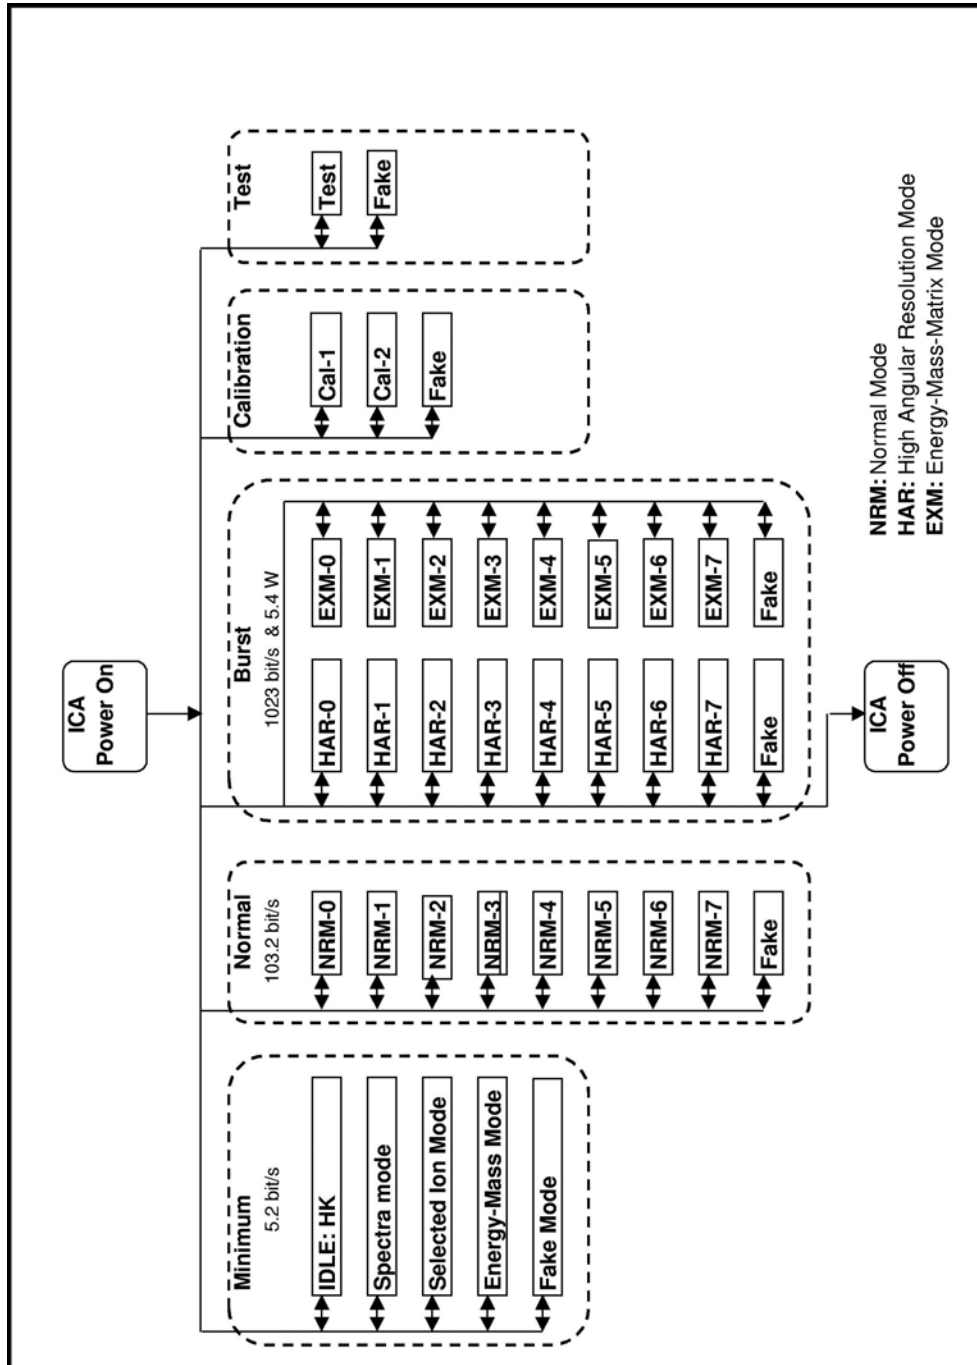 ICA
Power On
Minimum
5.2 bit/s
IDLE: HK
Spectra mode
Selected Ion Mode
Energy-Mass Mode
Fake Mode
Normal
103.2 bit/s
NRM-0
NRM-1
NRM-2
NRM-3
NRM-4
NRM-5
NRM-6
NRM-7
Fake
Burst
1023 bit/s & 5.4 W
HAR-0
HAR-1
HAR-2
HAR-3
HAR-4
HAR-5
HAR-6
HAR-7
Fake
EXM-0
EXM-1
EXM-2
EXM-3
EXM-4
EXM-5
EXM-6
EXM-7
Fake
Calibration
Cal-1
Cal-2
Fake
Test
Test
Fake
ICA
Power Off
NRM: Normal Mode
HAR: High Angular Resolution Mode
EXM: Energy-Mass-Matrix Mode